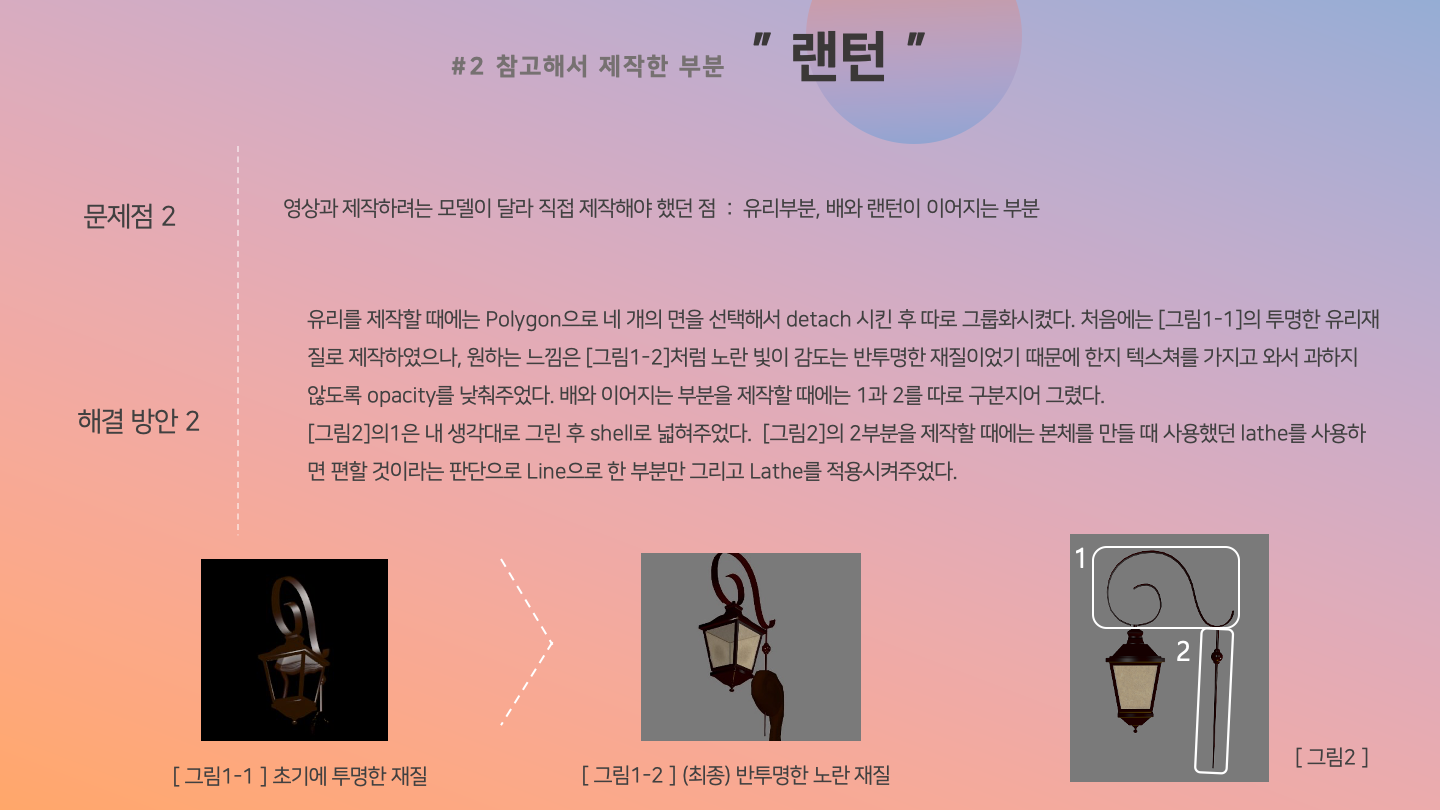 #2 참고해서 제작한 부분 " 랜턴 "
문제점 2
영상과 제작하려는 모델이 달라 직접 제작해야 했던 점 : 유리부분, 배와 랜턴이 이어지는 부분
해결 방안 2
유리를 제작할 때에는 Polygon으로 네 개의 면을 선택해서 detach 시킨 후 따로 그룹화시켰다. 처음에는 [그림1-1]의 투명한 유리재
질로 제작하였으나, 원하는 느낌은 [그림1-2]처럼 노란 빛이 감도는 반투명한 재질이었기 때문에 한지 텍스쳐를 가지고 와서 과하지
않도록 opacity를 낮춰주었다. 배와 이어지는 부분을 제작할 때에는 1과 2를 따로 구분지어 그렸다.
[그림2]의1은 내 생각대로 그린 후 shell로 넓혀주었다. [그림2]의 2부분을 제작할 때에는 본체를 만들 때 사용했던 lathe를 사용하
면 편할 것이라는 판단으로 Line으로 한 부분만 그리고 Lathe를 적용시켜주었다.
1
2
[ 그림1-1 ] 초기에 투명한 재질
[ 그림1-2 ] (최종) 반투명한 노란 재질
[ 그림2 ]